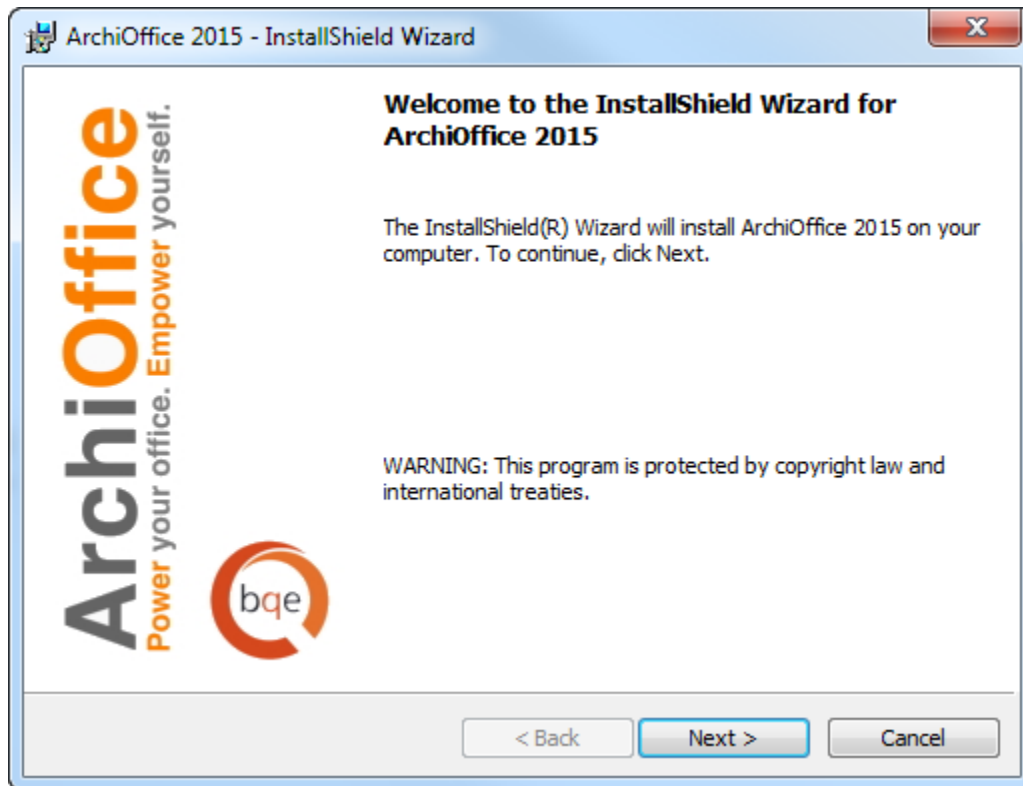 ArchiOffice 2015 - InstallShield Wizard
ArchiOffice
Power your office. Empower yourself.
bqe
Welcome to the InstallShield Wizard for
ArchiOffice 2015
The InstallShield(R) Wizard will install ArchiOffice 2015 on your
computer. To continue, click Next.
WARNING: This program is protected by copyright law and
international treaties.
< Back
Next >
Cancel